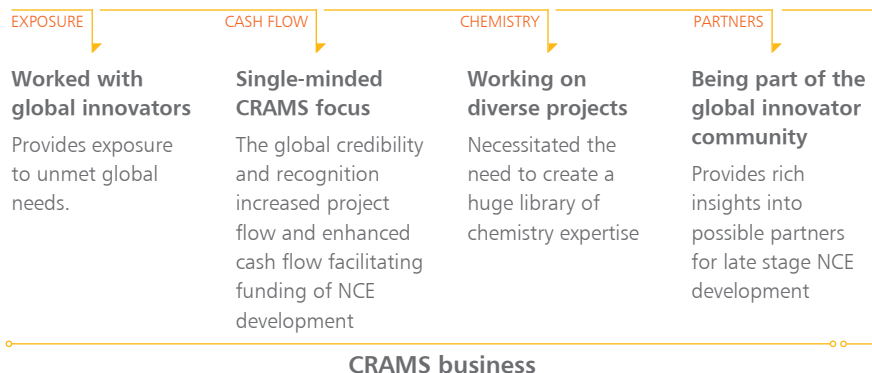 EXPOSURE
Worked with
global innovators
Provides exposure
to unmet global
needs.
CASH FLOW
Single-minded
CRAMS focus
The global credibility
and recognition
increased project
flow and enhanced
cash flow facilitating
funding of NCE
development
CHEMISTRY
Working on
diverse projects
Necessitated the
need to create a
huge library of
chemistry expertise
PARTNERS
Being part of the
global innovator
community
Provides rich
insights into
possible partners
for late stage NCE
development
CRAMS business